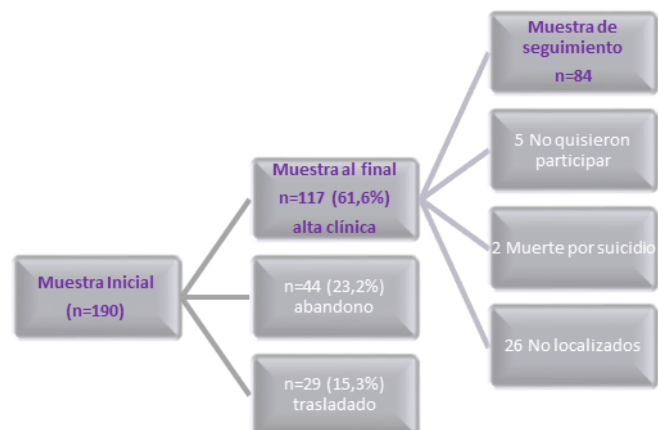 Muestra Inicial
(n=190)
Muestra al final
n=117 (61,6%)
alta clínica
n=44 (23,2%)
abandono
n=29 (15,3%)
trasladado
Muestra de
seguimiento
n=84
5 No quisieron
participar
2 Muerte por suicidio
26 No localizados